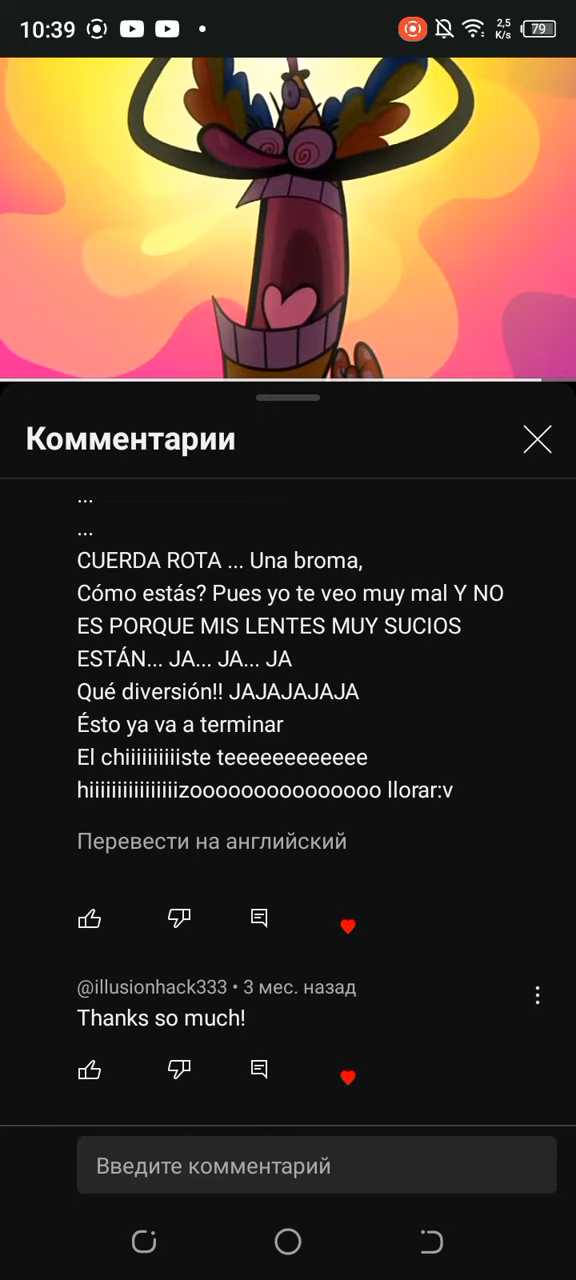 10:39
2,5
K/s
79
Комментарии
...
...
CUERDA ROTA ... Una broma,
Cómo estás? Pues yo te veo muy mal Y NO
ES PORQUE MIS LENTES MUY SUCIOS
ESTÁN... JA... JA... JA
Qué diversión!! JAJAJAJAJA
Ésto ya va a terminar
El chiiiiiiiiiiste teeeeeeeeeeee
hiiiiiiiiiiiiiiiizooooooooooooooo llorar:v
Перевести на английский
@illusionhack333 • 3 мес. назад
Thanks so much!
Введите комментарий